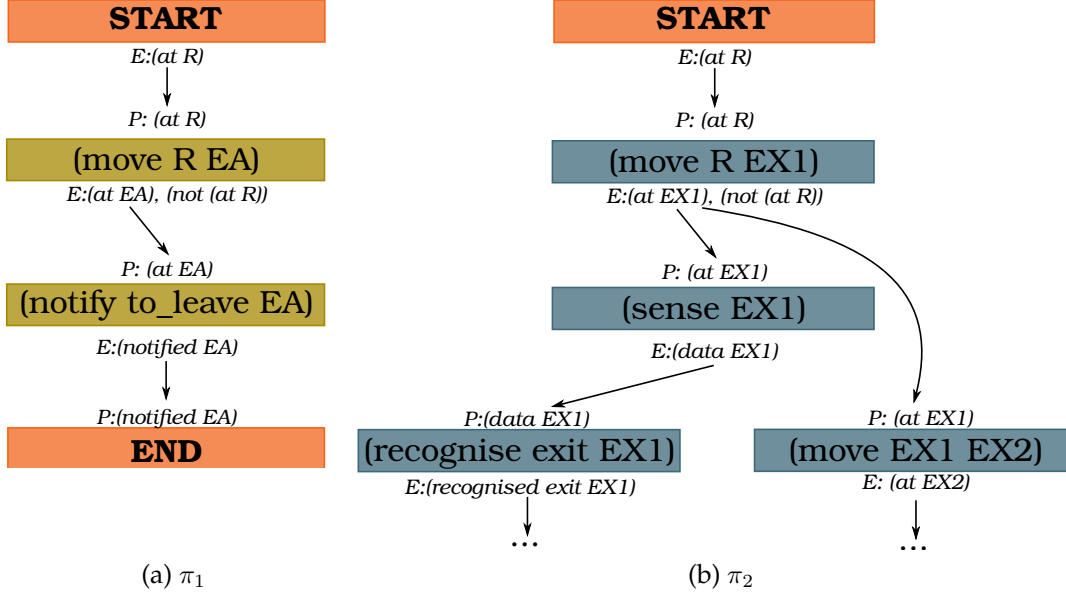 START
E:(at R)
P: (at R)
(move R EA)
E:(at EA), (not (at R))
P: (at EA)
(notify to_leave EA)
E:(notified EA)
P:(notified EA)
END
(a) π1
START
E:(at R)
P: (at R)
(move R EX1)
E:(at EX1), (not (at R))
P: (at EX1)
(sense EX1)
E:(data EX1)
P:(data EX1)
(recognise exit EX1)
E:(recognised exit EX1)
...
P: (at EX1)
(move EX1 EX2)
E: (at EX2)
...
(b) π2